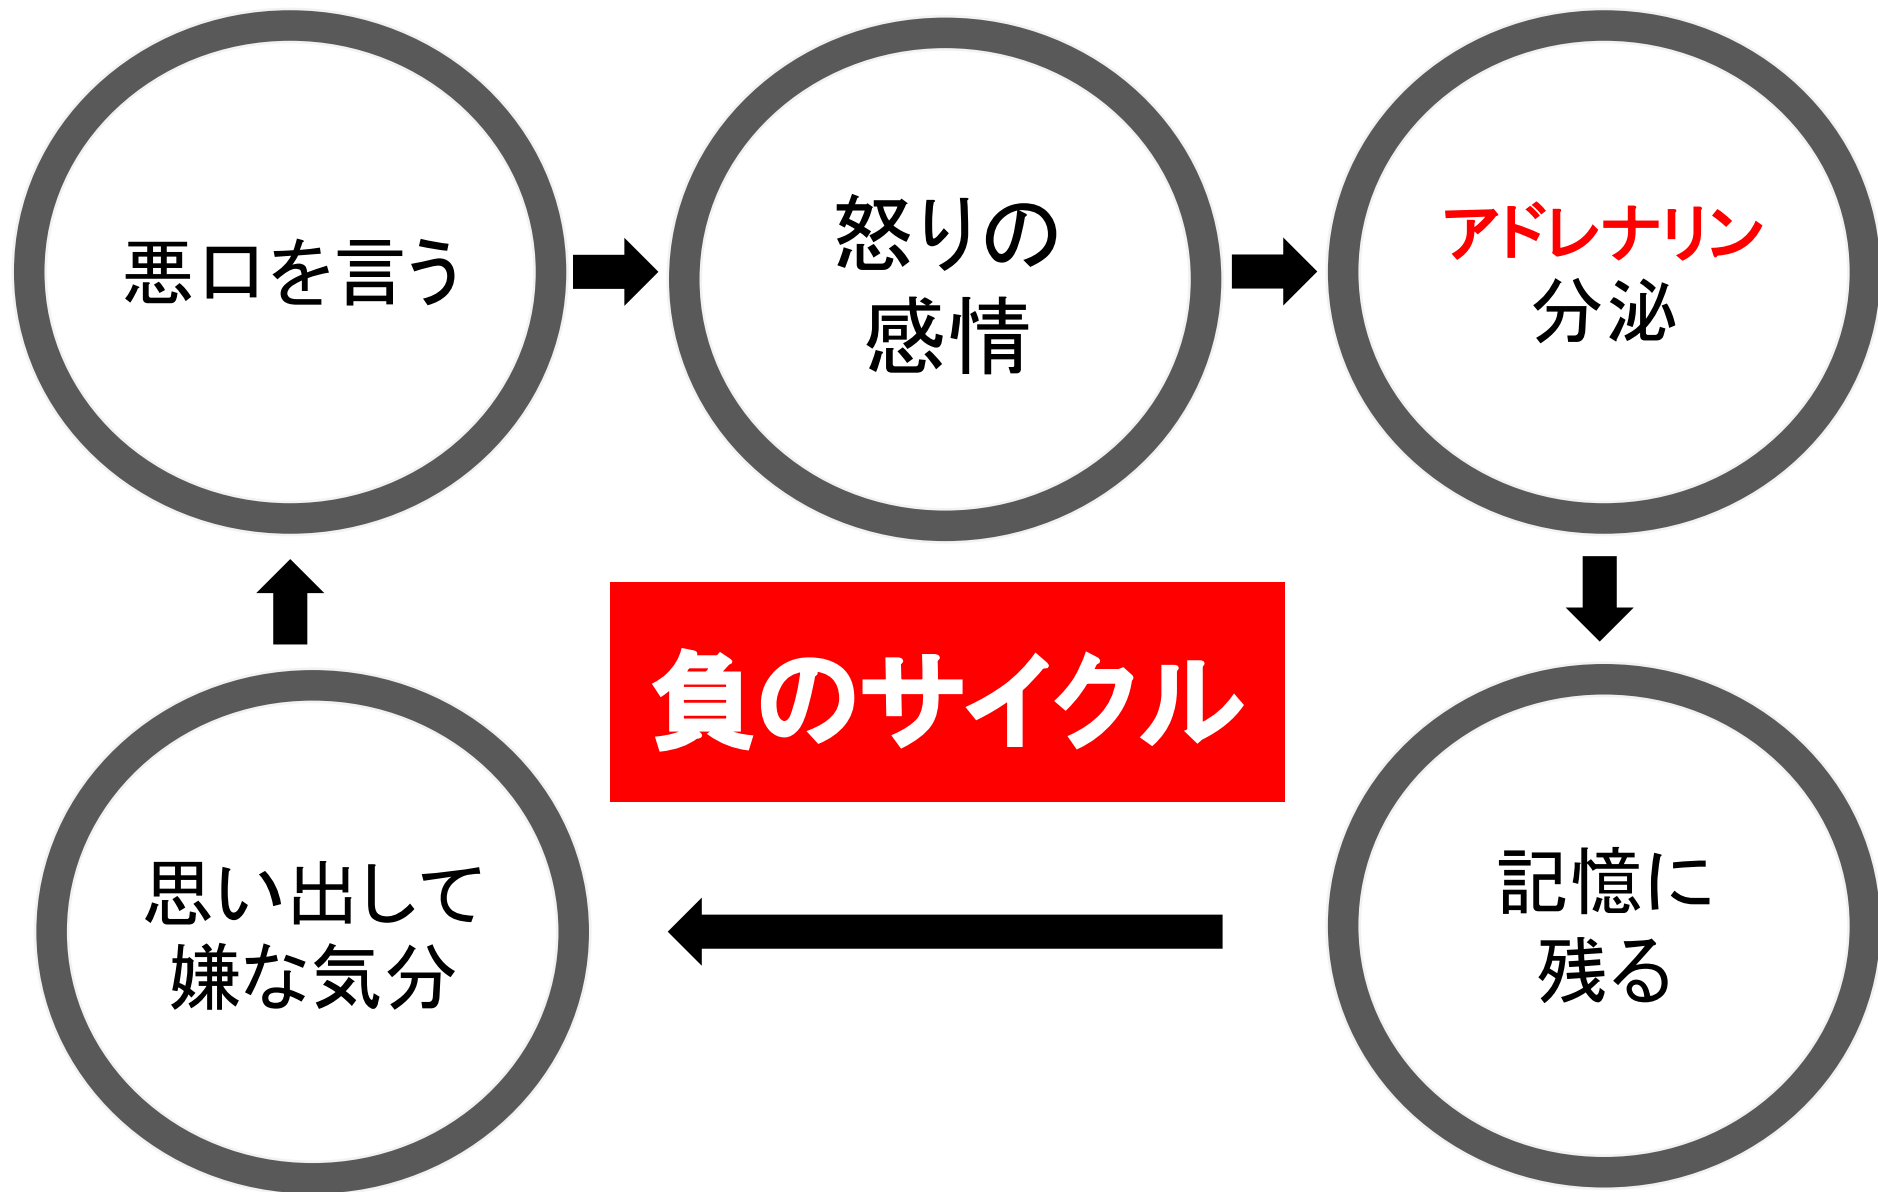 悪口を言う
怒りの
感情
アドレナリン
分泌
負のサイクル
記憶に
残る
思い出して
嫌な気分